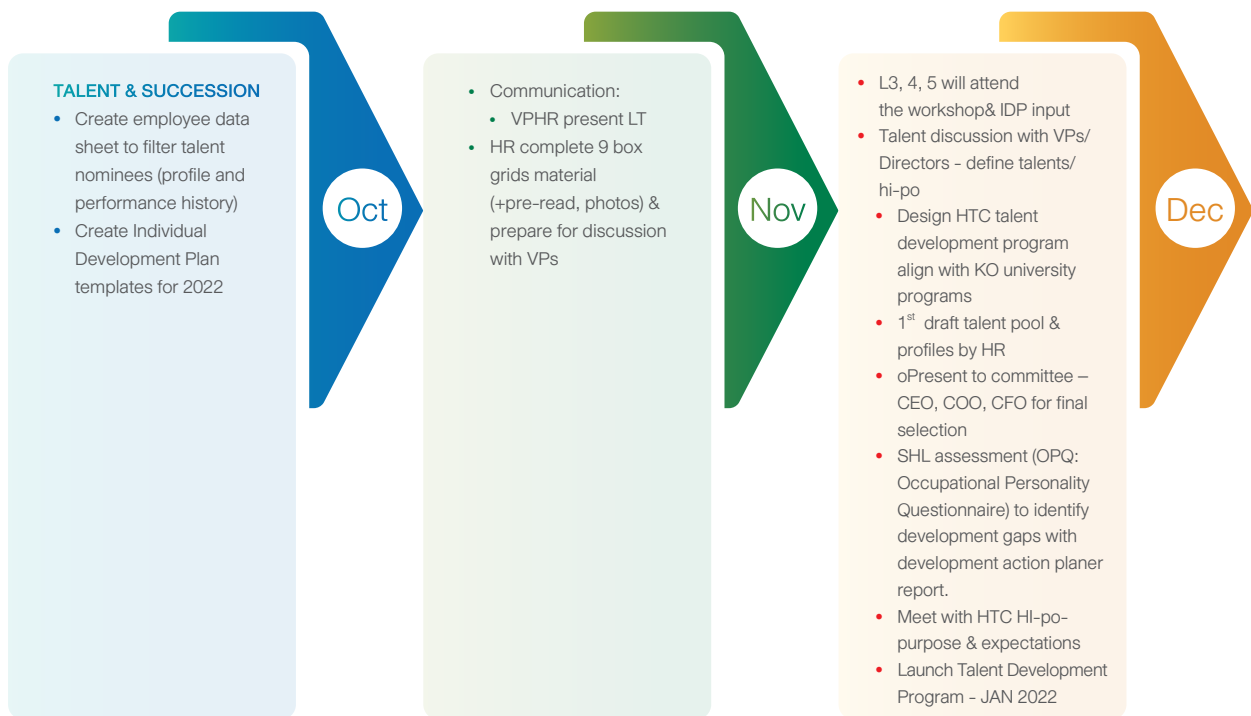 TALENT & SUCCESSION
• Create employee data
sheet to filter talent
nominees (profile and
performance history)
• Create Individual
Development Plan
templates for 2022
Oct
• Communication:
• VPHR present LT
• HR complete 9 box
grids material
(+pre-read, photos) &
prepare for discussion
with VPs
Nov
• L3, 4, 5 will attend
the workshop& IDP input
• Talent discussion with VPs/
Directors - define talents/
hi-po
• Design HTC talent
development program
align with KO university
programs
• 1st draft talent pool &
profiles by HR
• oPresent to committee –
CEO, COO, CFO for final
selection
• SHL assessment (OPQ:
Occupational Personality
Questionnaire) to identify
development gaps with
development action planer
report.
• Meet with HTC HI-po-
purpose & expectations
• Launch Talent Development
Program - JAN 2022
Dec